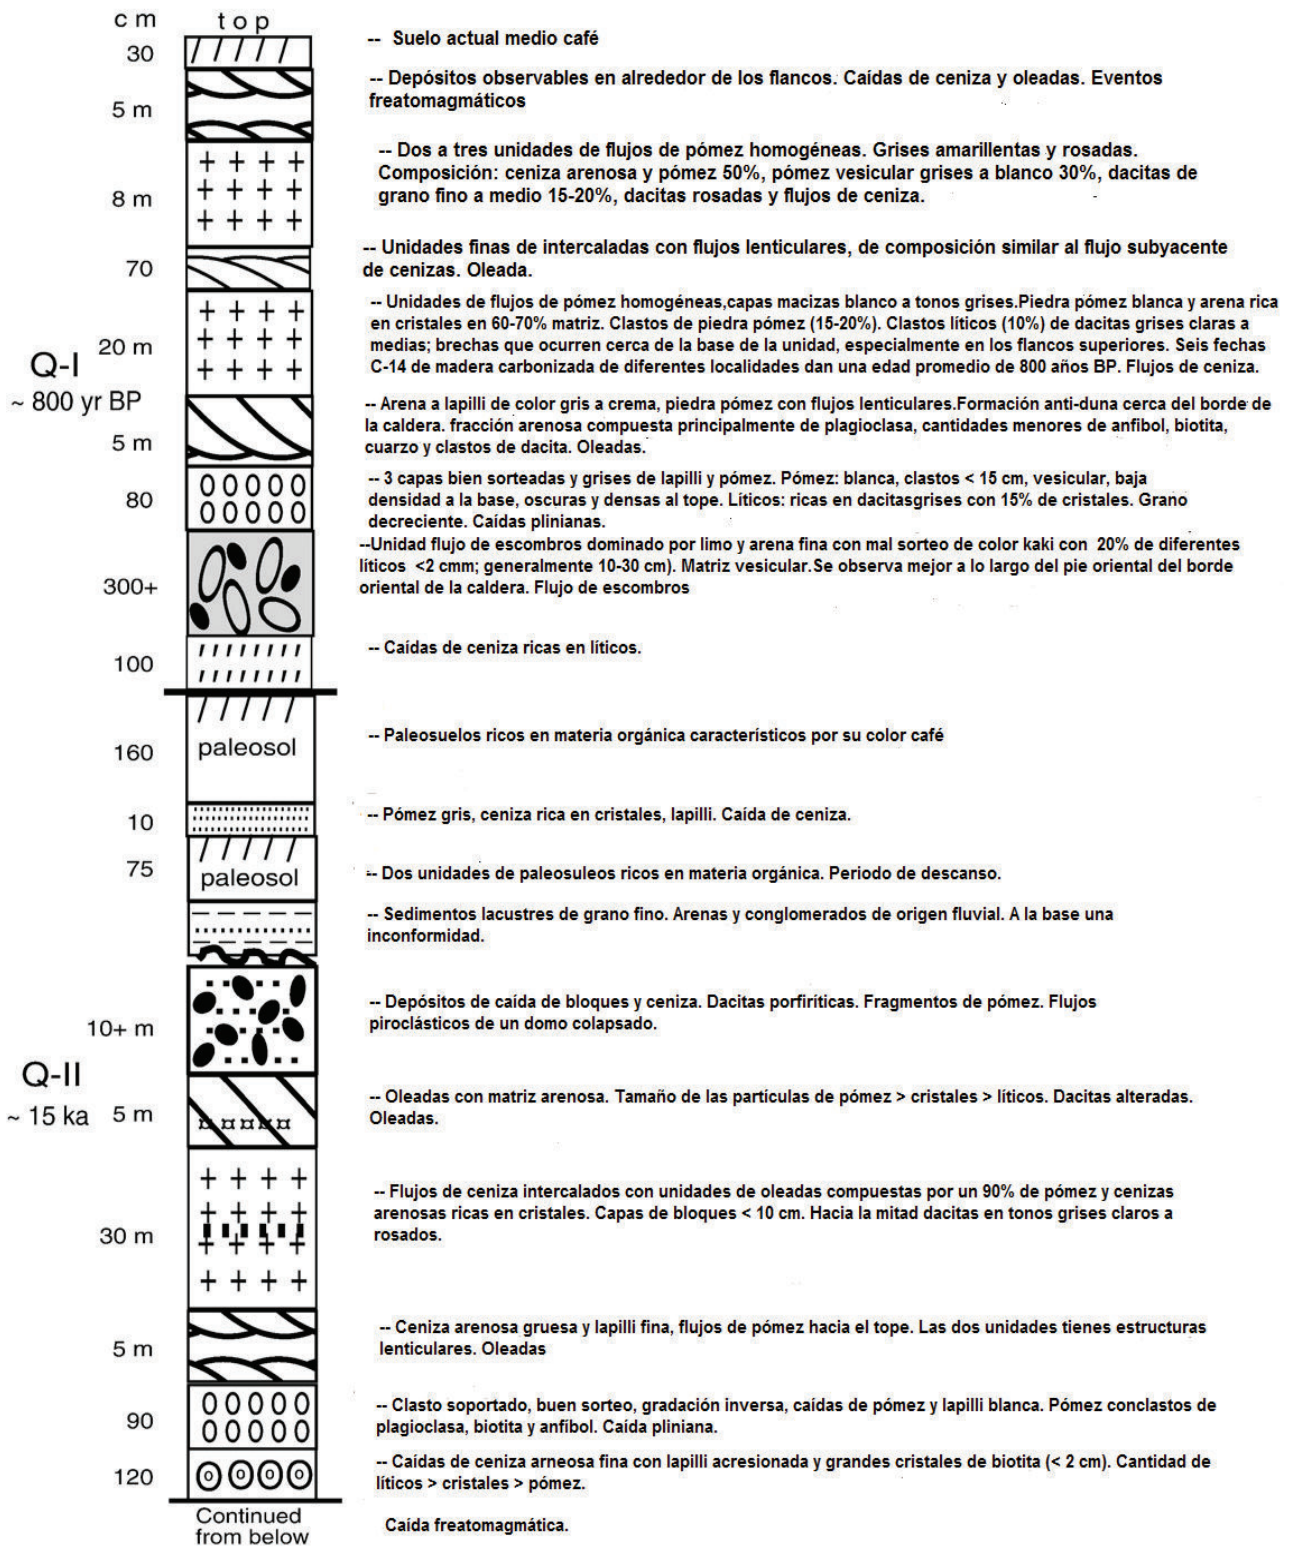 cm top
30
-- Suelo actual medio café
5 m
-- Depósitos observables en alrededor de los flancos. Caídas de ceniza y oleadas. Eventos
freatomagmáticos
8 m
-- Dos a tres unidades de flujos de pómez homogéneas. Grises amarillentas y rosadas.
Composición: ceniza arenosa y pómez 50%, pómez vesicular grises a blanco 30%, dacitas de
grano fino a medio 15-20%, dacitas rosadas y flujos de ceniza.
70
-- Unidades finas de intercaladas con flujos lenticulares, de composición similar al flujo subyacente
de cenizas. Oleada.
Q-I
~ 800 yr BP
20 m
-- Unidades de flujos de pómez homogéneas,capas macizas blanco a tonos grises.Piedra pómez blanca y arena rica
en cristales en 60-70% matriz. Clastos de piedra pómez (15-20%). Clastos líticos (10%) de dacitas grises claras a
medias; brechas que ocurren cerca de la base de la unidad, especialmente en los flancos superiores. Seis fechas
C-14 de madera carbonizada de diferentes localidades dan una edad promedio de 800 años BP. Flujos de ceniza.
5 m
-- Arena a lapilli de color gris a crema, piedra pómez con flujos lenticulares.Formación anti-duna cerca del borde de
la caldera. fracción arenosa compuesta principalmente de plagioclasa, cantidades menores de anfibol, biotita,
cuarzo y clastos de dacita. Oleadas.
80
-- 3 capas bien sorteadas y grises de lapilli y pómez. Pómez: blanca, clastos < 15 cm, vesicular, baja
densidad a la base, oscuras y densas al tope. Líticos: ricas en dacitasgrises con 15% de cristales. Grano
decreciente. Caídas plinianas.
300+
--Unidad flujo de escombros dominado por limo y arena fina con mal sorteo de color kaki con 20% de diferentes
líticos <2 cmm; generalmente 10-30 cm). Matriz vesicular.Se observa mejor a lo largo del pie oriental del borde
oriental de la caldera. Flujo de escombros
100
-- Caídas de ceniza ricas en líticos.
160
paleosol
-- Paleosuelos ricos en materia orgánica característicos por su color café
10
-- Pómez gris, ceniza rica en cristales, lapilli. Caída de ceniza.
75
paleosol
-- Dos unidades de paleosuleos ricos en materia orgánica. Periodo de descanso.
-- Sedimentos lacustres de grano fino. Arenas y conglomerados de origen fluvial. A la base una
inconformidad.
10+ m
-- Depósitos de caída de bloques y ceniza. Dacitas porfiríticas. Fragmentos de pómez. Flujos
piroclásticos de un domo colapsado.
Q-II
~ 15 ka
5 m
-- Oleadas con matriz arenosa. Tamaño de las partículas de pómez > cristales > líticos. Dacitas alteradas.
Oleadas.
30 m
-- Flujos de ceniza intercalados con unidades de oleadas compuestas por un 90% de pómez y cenizas
arenosas ricas en cristales. Capas de bloques < 10 cm. Hacia la mitad dacitas en tonos grises claros a
rosados.
5 m
-- Ceniza arenosa gruesa y lapilli fina, flujos de pómez hacia el tope. Las dos unidades tienes estructuras
lenticulares. Oleadas
90
-- Clasto soportado, buen sorteo, gradación inversa, caídas de pómez y lapilli blanca. Pómez conclastos de
plagioclasa, biotita y anfíbol. Caída pliniana.
120
-- Caídas de ceniza arneosa fina con lapilli acresionada y grandes cristales de biotita (< 2 cm). Cantidad de
líticos > cristales > pómez.
Continued
from below
Caída freatomagmática.